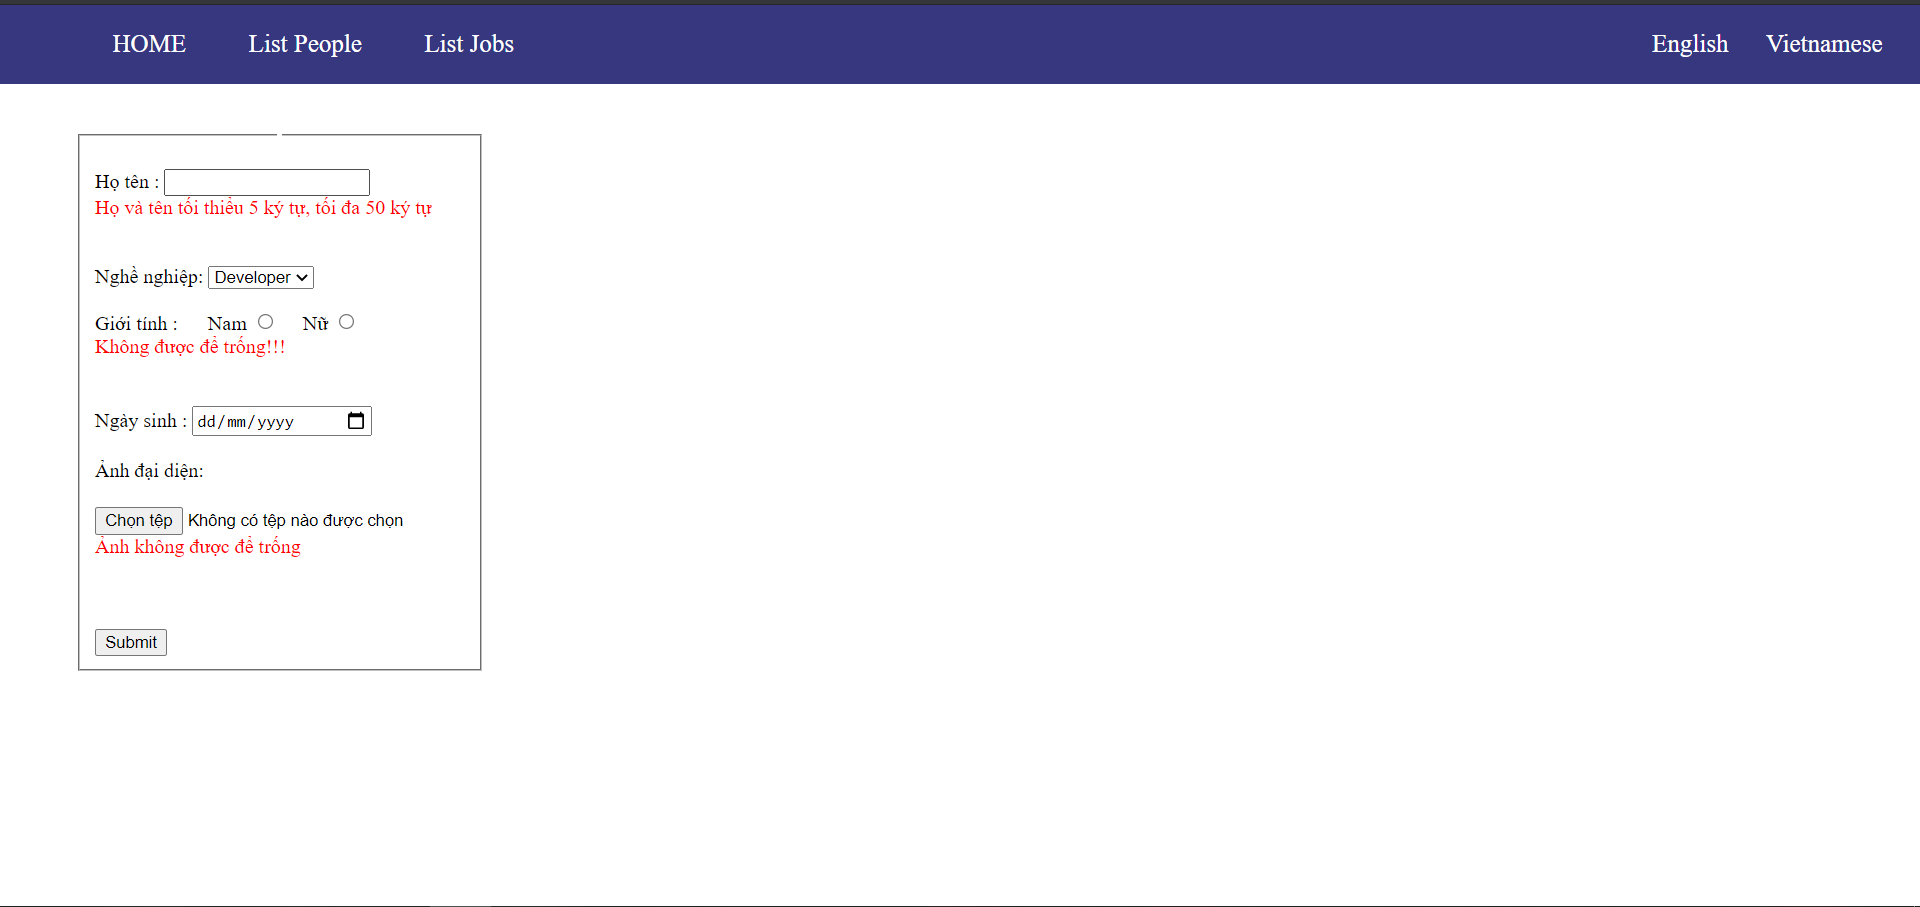 HOME List People List Jobs English Vietnamese
Họ tên :
Họ và tên tối thiểu 5 ký tự, tối đa 50 ký tự
Nghề nghiệp: Developer
Giới tính : Nam Nữ
Không được để trống!!!
Ngày sinh : dd/mm/yyyy
Ảnh đại diện:
Chọn tệp Không có tệp nào được chọn
Ảnh không được để trống
Submit